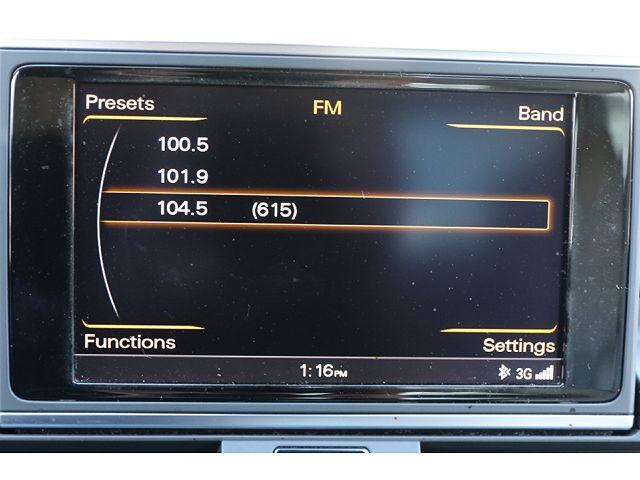 Presets FM Band
100.5
101.9
104.5 (615)
Functions Settings
1:16PM 3G